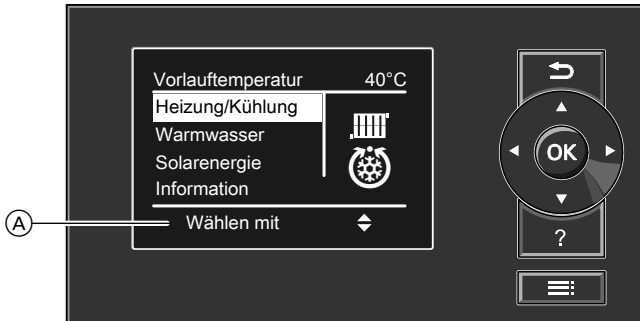 Vorlauftemperatur 40°C
Heizung/Kühlung
Warmwasser
Solarenergie
Information
Wählen mit
A
OK
?